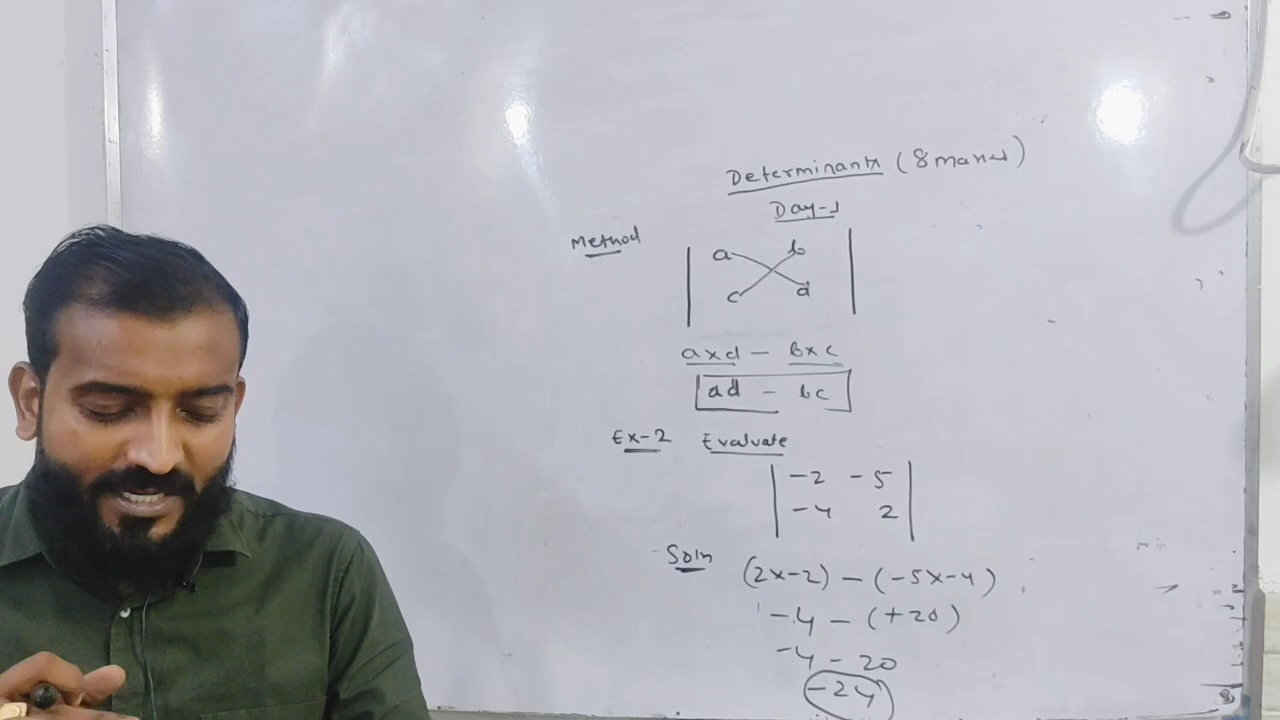 Determinants (8 marks)
Day-1
Method
a b
c d
a×d - b×c
ad - bc
Ex-2 Evaluate
-2 -5
-4 2
Soln (2×-2) - (-5×-4)
-4 - (+20)
-4 - 20
-24